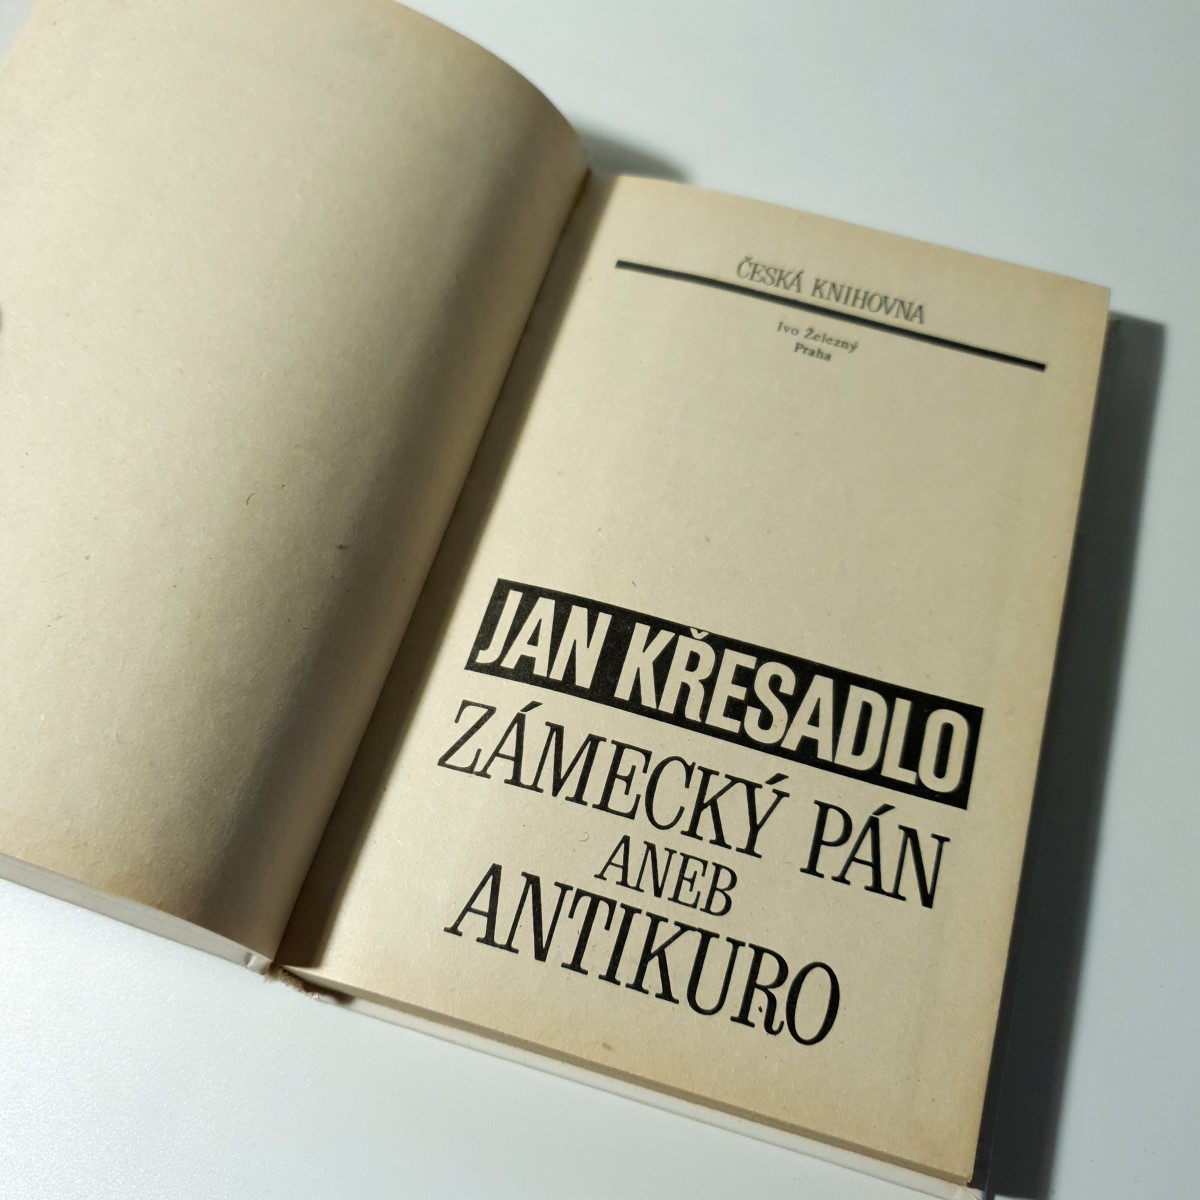 ČESKÁ KNIHOVNA
Ivo Železný
Praha
JAN KŘESADLO
ZÁMECKÝ PÁN
ANEB
ANTIKURO